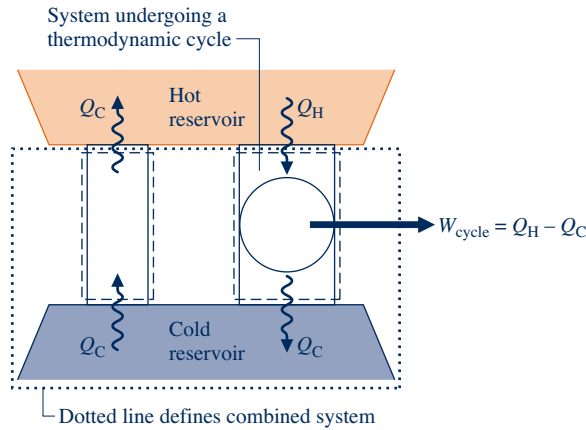 System undergoing a
thermodynamic cycle
Q_C
Hot
reservoir
Q_H
W_cycle = Q_H – Q_C
Q_C
Cold
reservoir
Q_C
Dotted line defines combined system